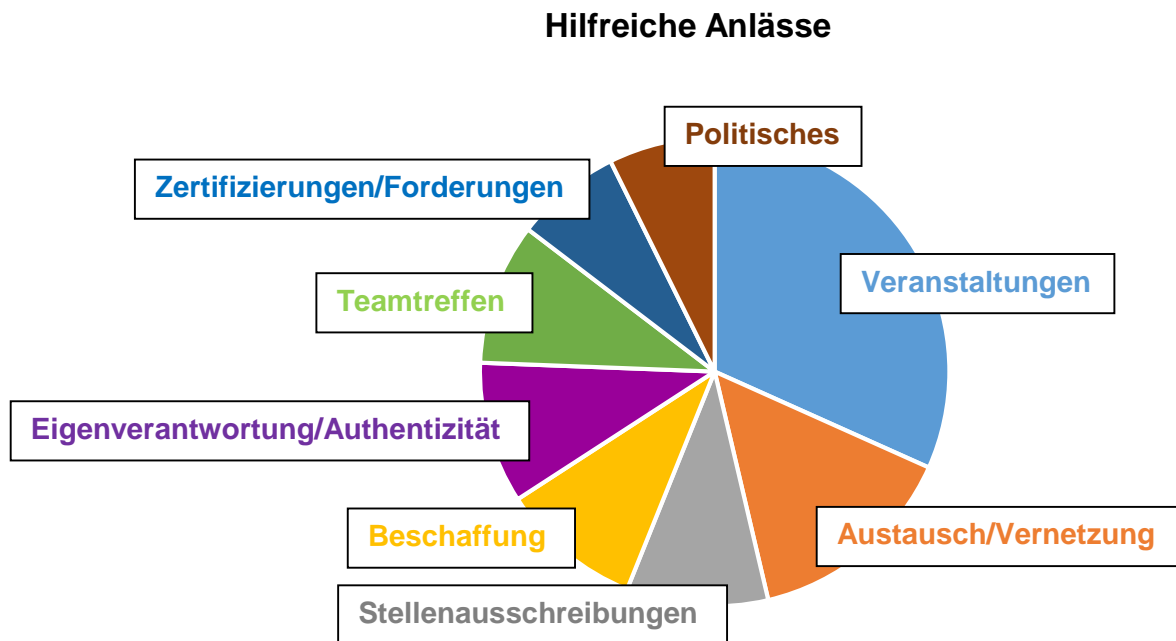 Hilfreiche Anlässe
Politisches
Zertifizierungen/Forderungen
Veranstaltungen
Teamtreffen
Eigenverantwortung/Authentizität
Beschaffung
Austausch/Vernetzung
Stellenausschreibungen